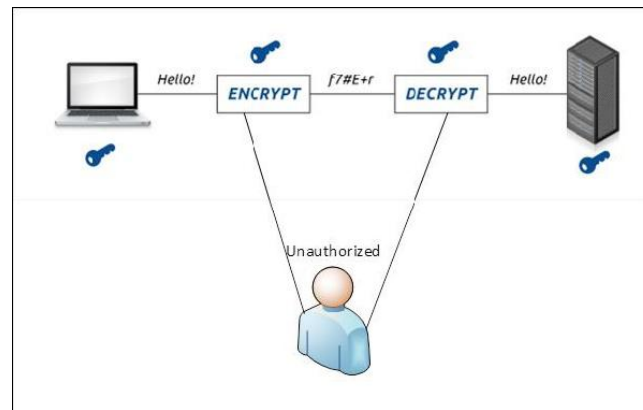 Hello!
ENCRYPT
f7#E+r
DECRYPT
Hello!
Unauthorized